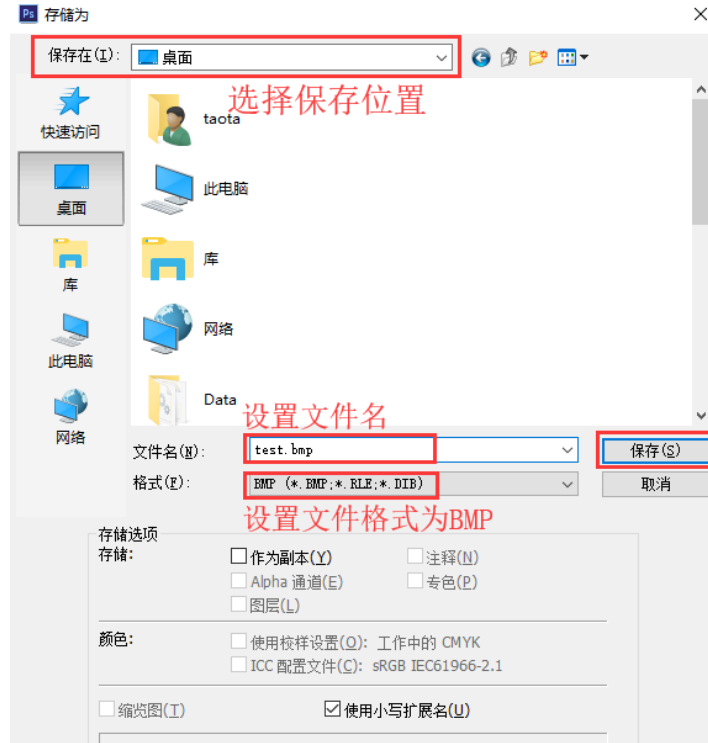 Ps 存储为
保存在(I): 桌面
选择保存位置
快速访问
桌面
库
此电脑
网络
taota
此电脑
库
网络
Data
设置文件名
文件名(N): test.bmp 保存(S)
格式(F): BMP (*.BMP;*.RLE;*.DIB) 取消
设置文件格式为BMP
存储选项
存储: 作为副本(Y) 注释(N)
Alpha 通道(E) 专色(P)
图层(L)
颜色: 使用校样设置(O): 工作中的 CMYK
ICC 配置文件(C): sRGB IEC61966-2.1
缩览图(T) 使用小写扩展名(U)